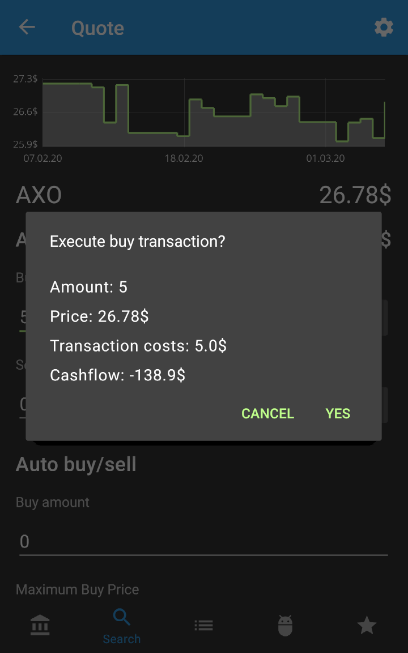 Quote
27.3$
26.6
25.9$
07.02.20 18.02.20 01.03.20
AXO 26.78$
A $
Execute buy transaction?
Amount: 5
Price: 26.78$
Transaction costs: 5.0$
Cashflow: -138.9$
CANCEL YES
Auto buy/sell
Buy amount
0
Maximum Buy Price
Search